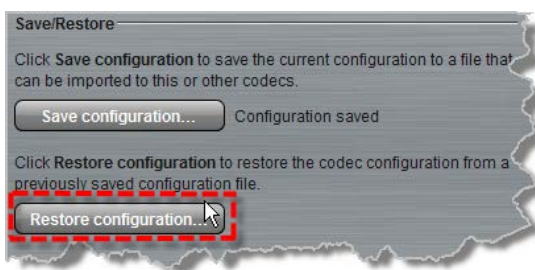 Save/Restore
Click Save configuration to save the current configuration to a file that
can be imported to this or other codecs.
Save configuration... Configuration saved
Click Restore configuration to restore the codec configuration from a
previously saved configuration file.
Restore configuration...